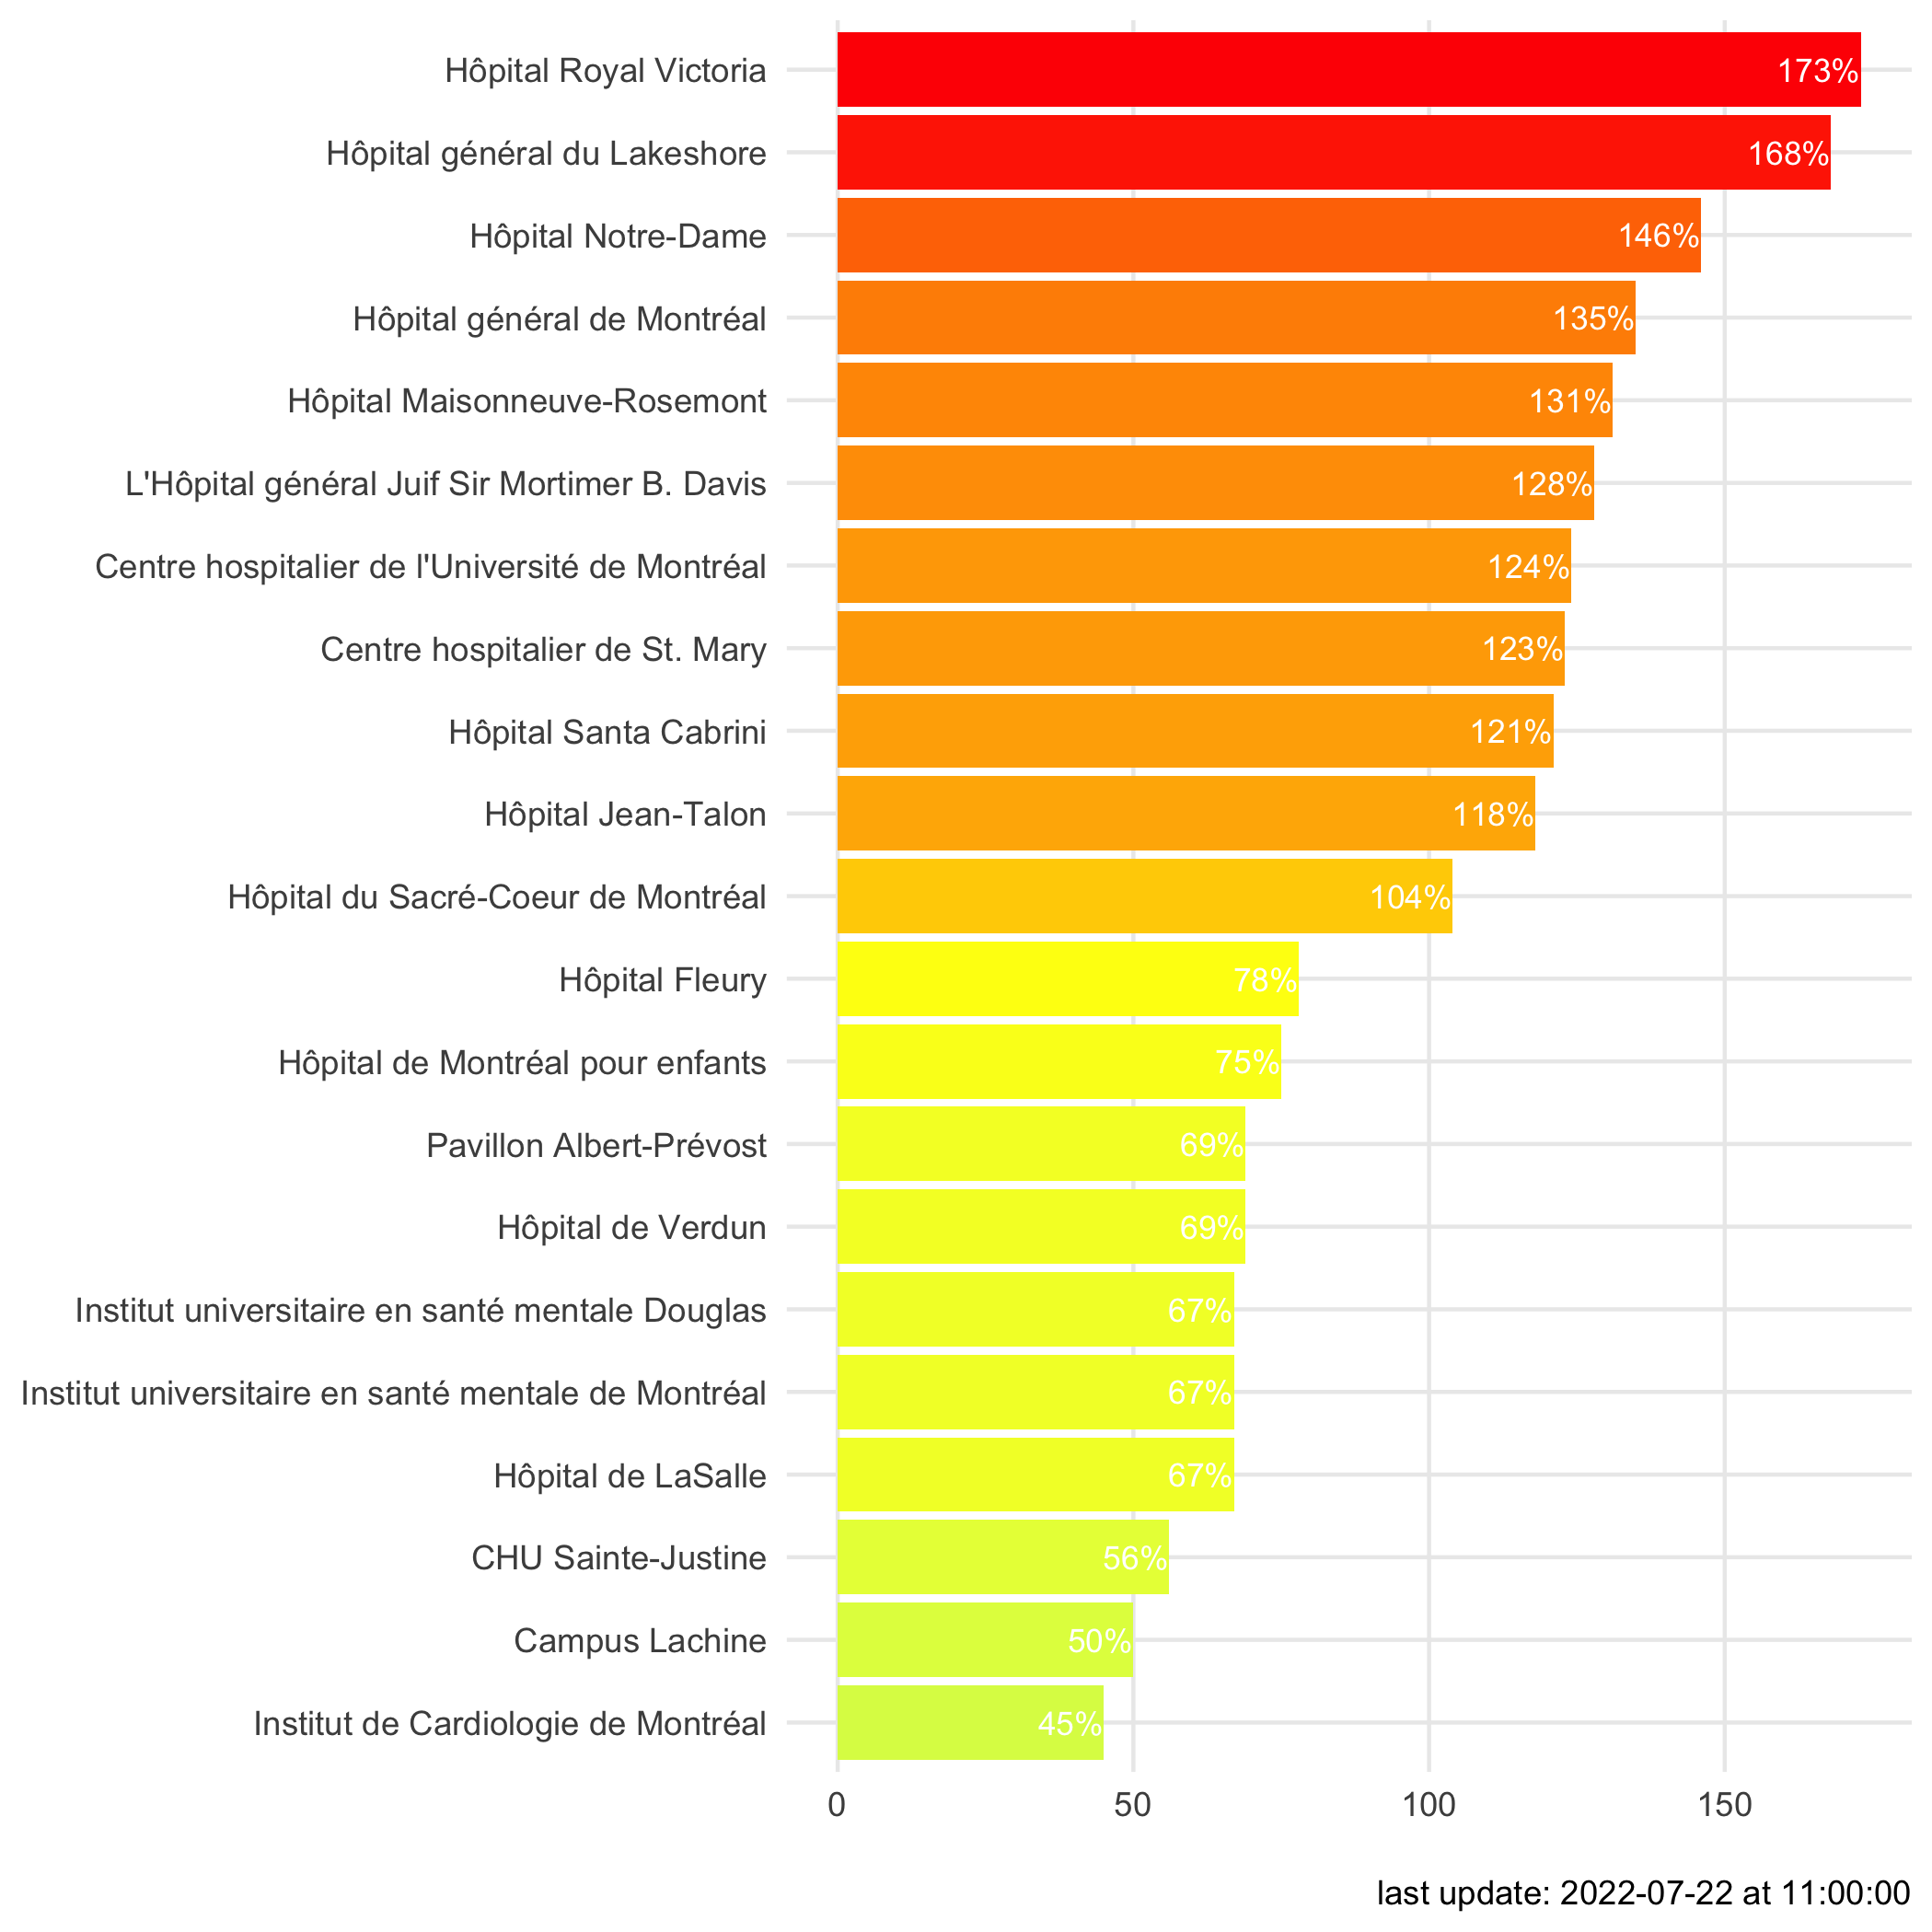 Hôpital Royal Victoria 173%
Hôpital général du Lakeshore 168%
Hôpital Notre-Dame 146%
Hôpital général de Montréal 135%
Hôpital Maisonneuve-Rosemont 131%
L'Hôpital général Juif Sir Mortimer B. Davis 128%
Centre hospitalier de l'Université de Montréal 124%
Centre hospitalier de St. Mary 123%
Hôpital Santa Cabrini 121%
Hôpital Jean-Talon 118%
Hôpital du Sacré-Coeur de Montréal 104%
Hôpital Fleury 78%
Hôpital de Montréal pour enfants 75%
Pavillon Albert-Prévost 69%
Hôpital de Verdun 69%
Institut universitaire en santé mentale Douglas 67%
Institut universitaire en santé mentale de Montréal 67%
Hôpital de LaSalle 67%
CHU Sainte-Justine 56%
Campus Lachine 50%
Institut de Cardiologie de Montréal 45%
0 50 100 150
last update: 2022-07-22 at 11:00:00